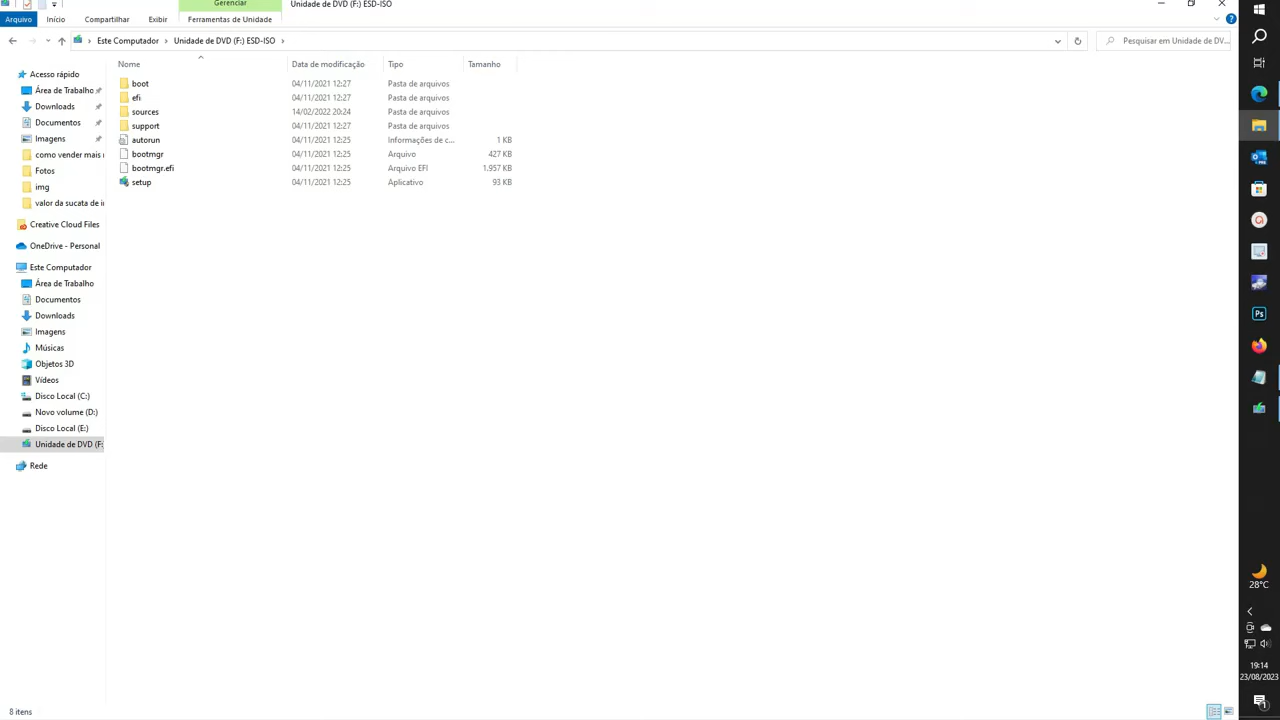 Gerenciar
Unidade de DVD (F:) ESD-ISO
Arquivo
Início
Compartilhar
Exibir
Ferramentas de Unidade
Este Computador
Unidade de DVD (F:) ESD-ISO
Pesquisar em Unidade de DV...
Nome
Data de modificação
Tipo
Tamanho
boot 04/11/2021 12:27 Pasta de arquivos
efi 04/11/2021 12:27 Pasta de arquivos
sources 14/02/2022 20:24 Pasta de arquivos
support 04/11/2021 12:27 Pasta de arquivos
autorun 04/11/2021 12:25 Informações de c... 1 KB
bootmgr 04/11/2021 12:25 Arquivo 427 KB
bootmgr.efi 04/11/2021 12:25 Arquivo EFI 1.957 KB
setup 04/11/2021 12:25 Aplicativo 93 KB
Acesso rápido
Área de Trabalho
Downloads
Documentos
Imagens
como vender mais
Fotos
img
valor da sucata de
Creative Cloud Files
OneDrive - Personal
Este Computador
Área de Trabalho
Documentos
Downloads
Imagens
Músicas
Objetos 3D
Vídeos
Disco Local (C:)
Novo volume (D:)
Disco Local (E:)
Unidade de DVD (F:
Rede
8 itens
Ps
28°C
19:14
23/08/2023
1